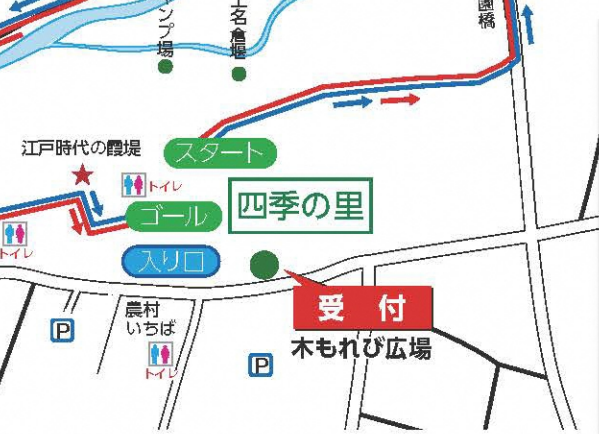 ンプ場
名倉堰
園橋
江戸時代の霞堤
スタート
トイレ
ゴール
四季の里
トイレ
入り口
受 付
木もれび広場
農村
いちば
P
トイレ
P